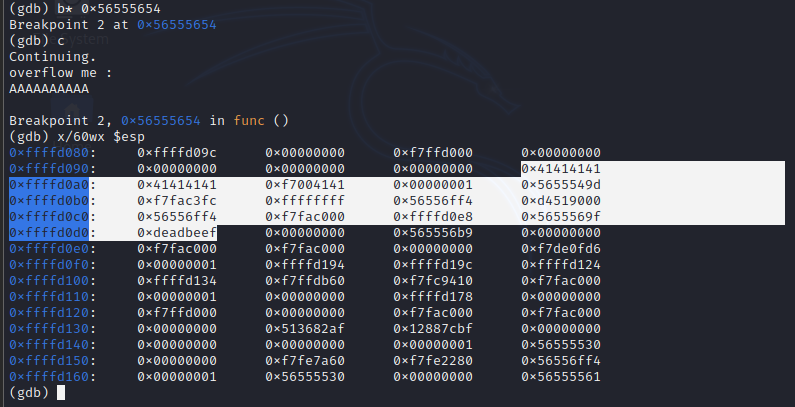 (gdb) b* 0×56555654
Breakpoint 2 at 0×56555654
(gdb) c
Continuing.
overflow me :
AAAAAAAAAA
Breakpoint 2, 0×56555654 in func ()
(gdb) x/60wx $esp
0×ffffd080: 0×ffffd09c 0×00000000 0×f7ffd000 0×00000000
0×ffffd090: 0×00000000 0×00000000 0×00000000 0×41414141
0×ffffd0a0: 0×41414141 0×f7004141 0×00000001 0×5655549d
0×ffffd0b0: 0×f7fac3fc 0×ffffffff 0×56556ff4 0×d4519000
0×ffffd0c0: 0×56556ff4 0×f7fac000 0×ffffd0e8 0×5655569f
0×ffffd0d0: 0×deadbeef 0×00000000 0×565556b9 0×00000000
0×ffffd0e0: 0×f7fac000 0×f7fac000 0×00000000 0×f7de0fd6
0×ffffd0f0: 0×00000001 0×ffffd194 0×ffffd19c 0×ffffd124
0×ffffd100: 0×ffffd134 0×f7ffdb60 0×f7fc9410 0×f7fac000
0×ffffd110: 0×00000001 0×00000000 0×ffffd178 0×00000000
0×ffffd120: 0×f7ffd000 0×00000000 0×f7fac000 0×f7fac000
0×ffffd130: 0×00000000 0×513682af 0×12887cbf 0×00000000
0×ffffd140: 0×00000000 0×00000000 0×00000001 0×56555530
0×ffffd150: 0×00000000 0×f7fe7a60 0×f7fe2280 0×56556ff4
0×ffffd160: 0×00000001 0×56555530 0×00000000 0×56555561
(gdb)